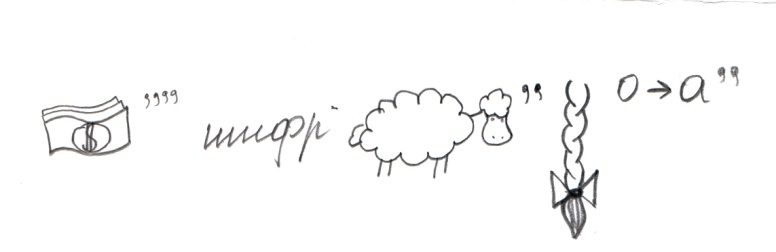 $ ,,,, шифр ,, о → а ,,